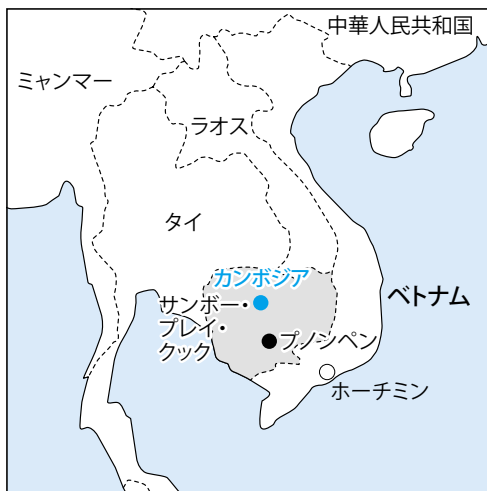 中華人民共和国
ミャンマー
ラオス
タイ
カンボジア
サンボー・
プレイ・
クック
ベトナム
プノンペン
ホーチミン